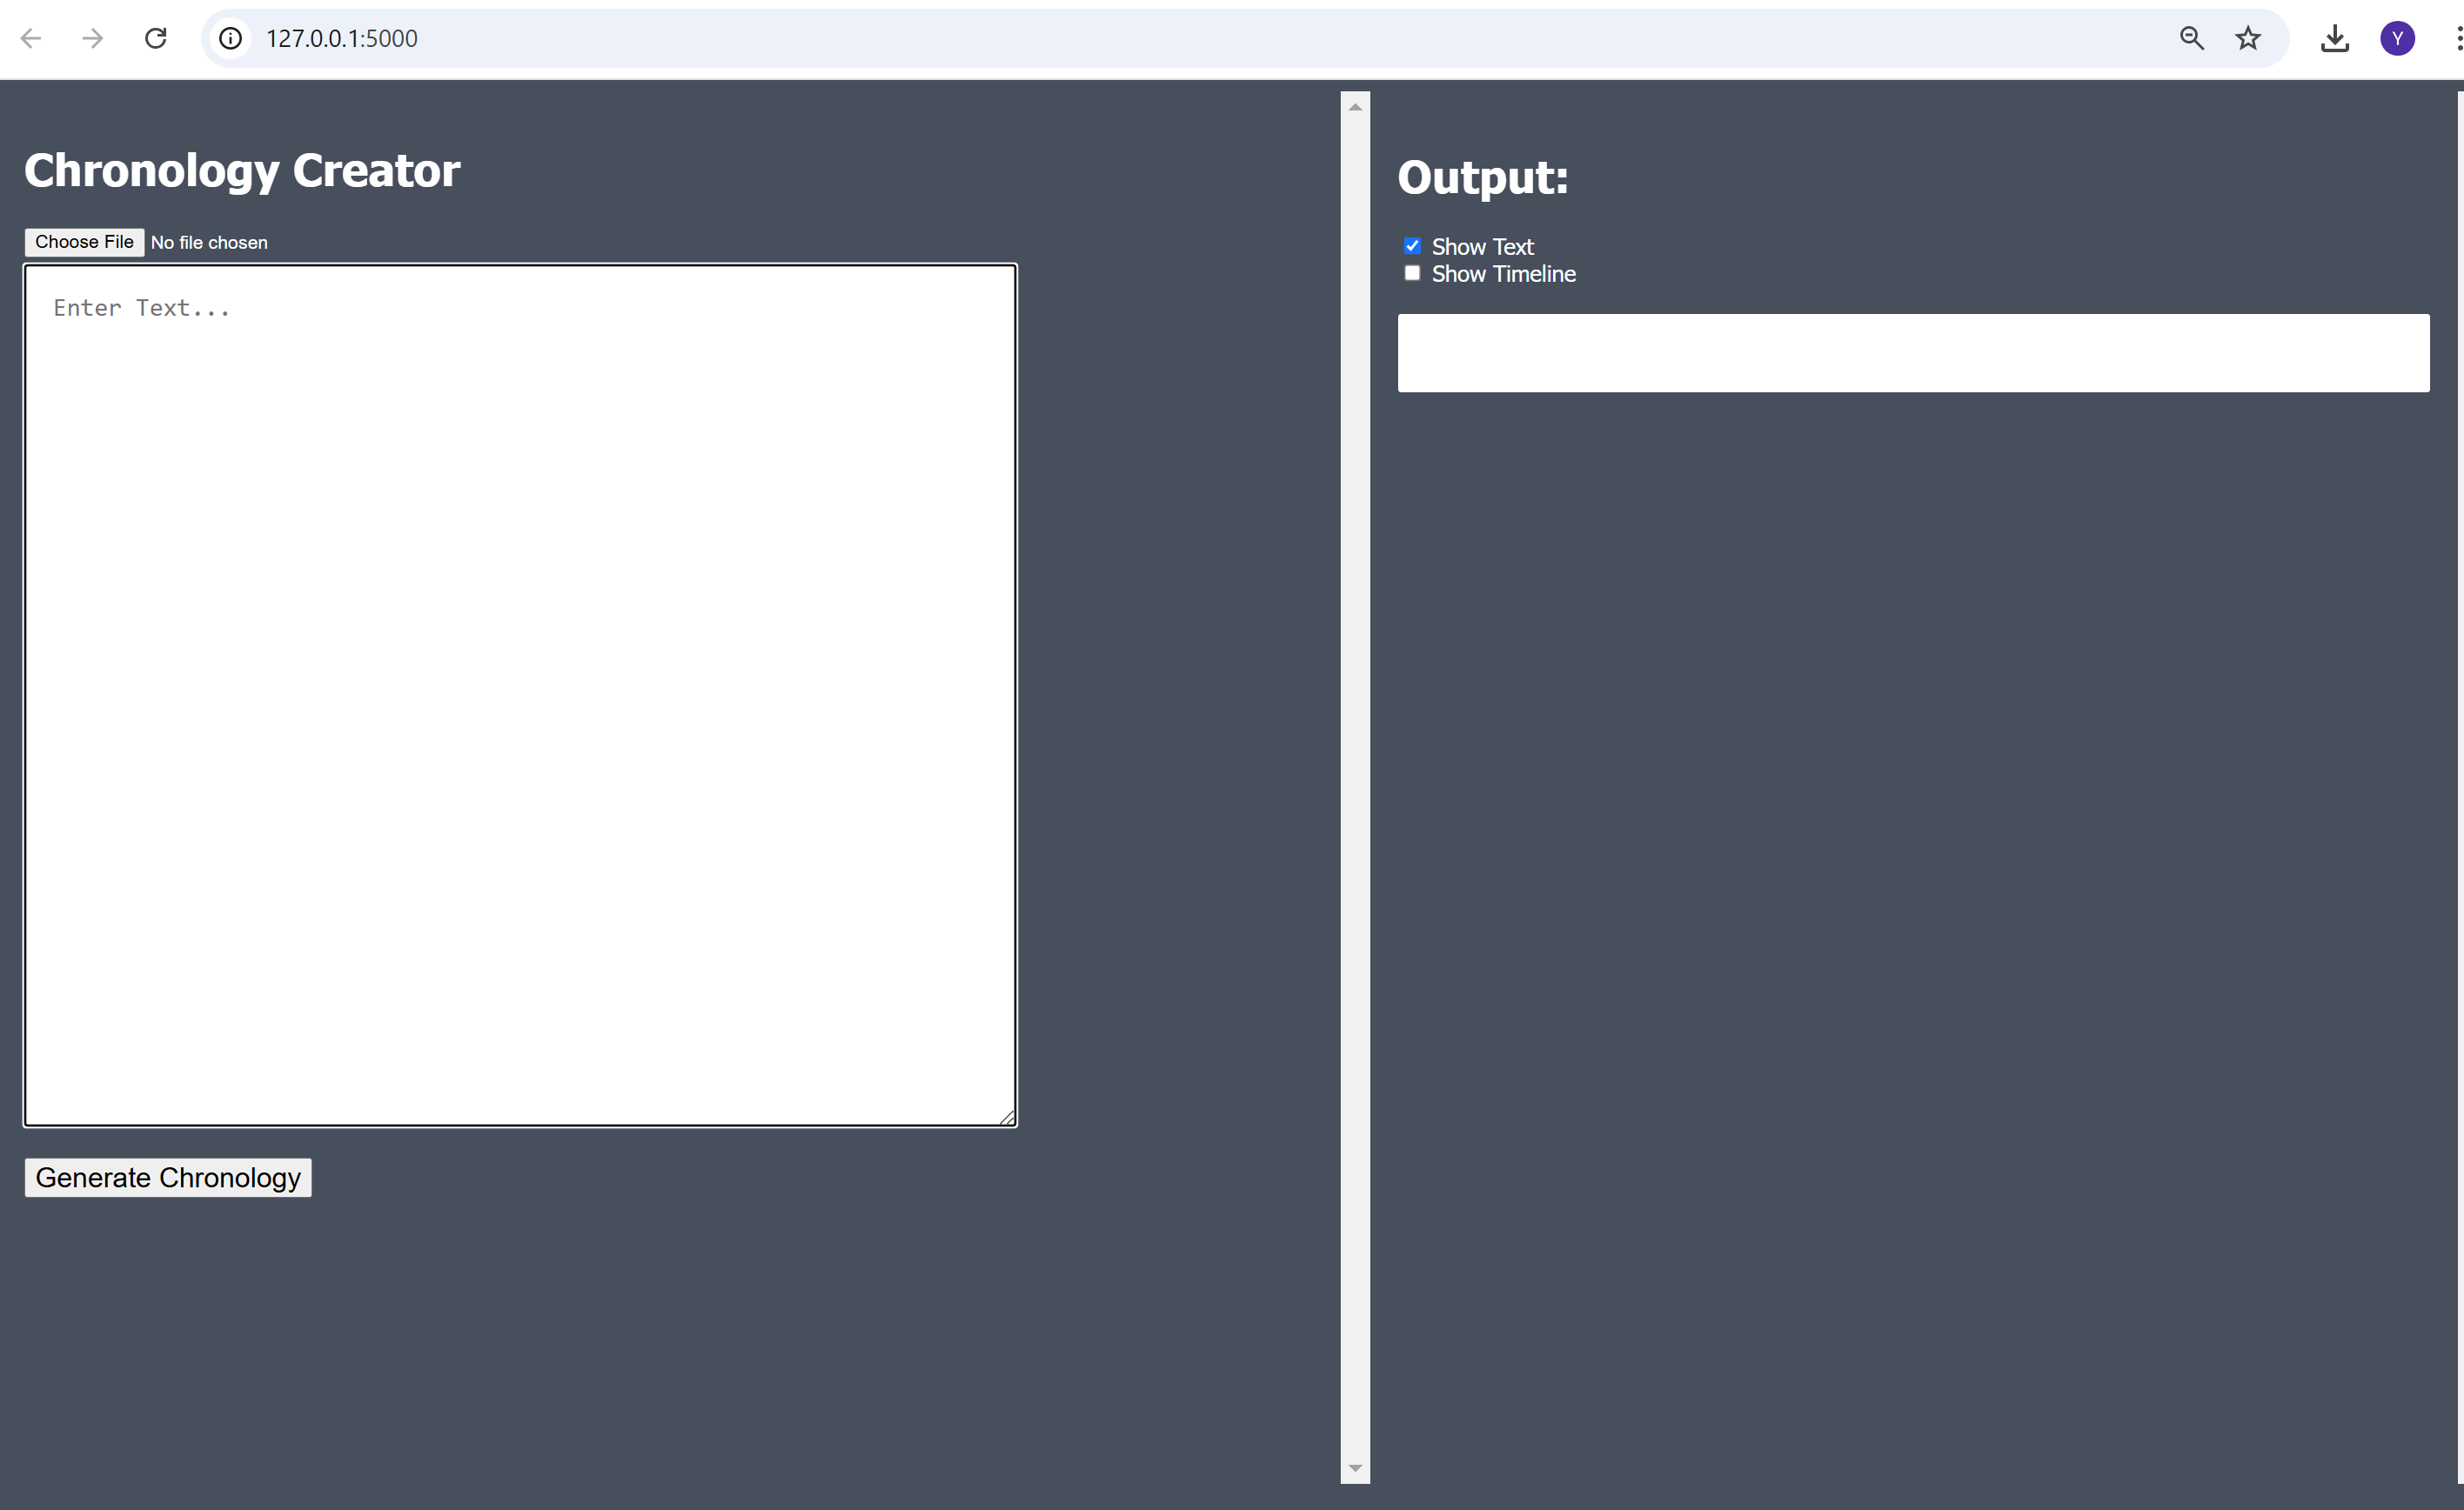 127.0.0.1:5000
Y
Chronology Creator
Choose File No file chosen
Enter Text...
Generate Chronology
Output:
Show Text
Show Timeline